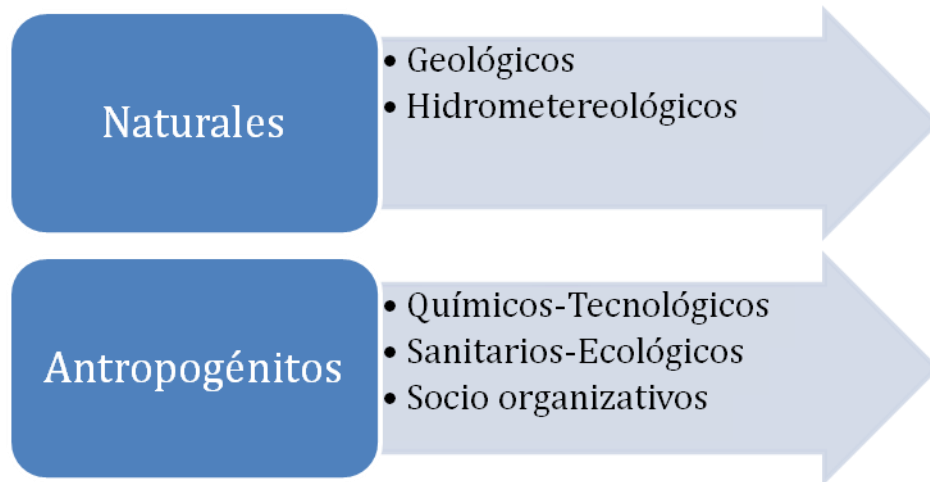 Naturales
• Geológicos
• Hidrometereológicos
Antropogénitos
• Químicos-Tecnológicos
• Sanitarios-Ecológicos
• Socio organizativos